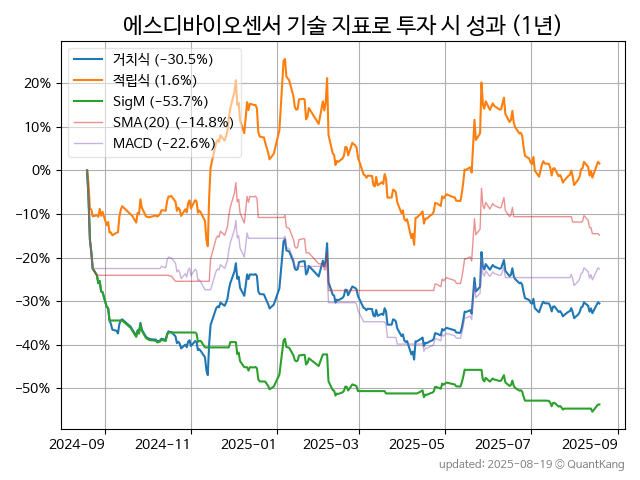 에스디바이오센서 기술 지표로 투자 시 성과 (1년)
거치식 (−30.5%)
적립식 (1.6%)
SigM (−53.7%)
SMA(20) (−14.8%)
MACD (−22.6%)
20%
10%
0%
−10%
−20%
−30%
−40%
−50%
2024-09 2024-11 2025-01 2025-03 2025-05 2025-07 2025-09
updated: 2025-08-19 © QuantKang